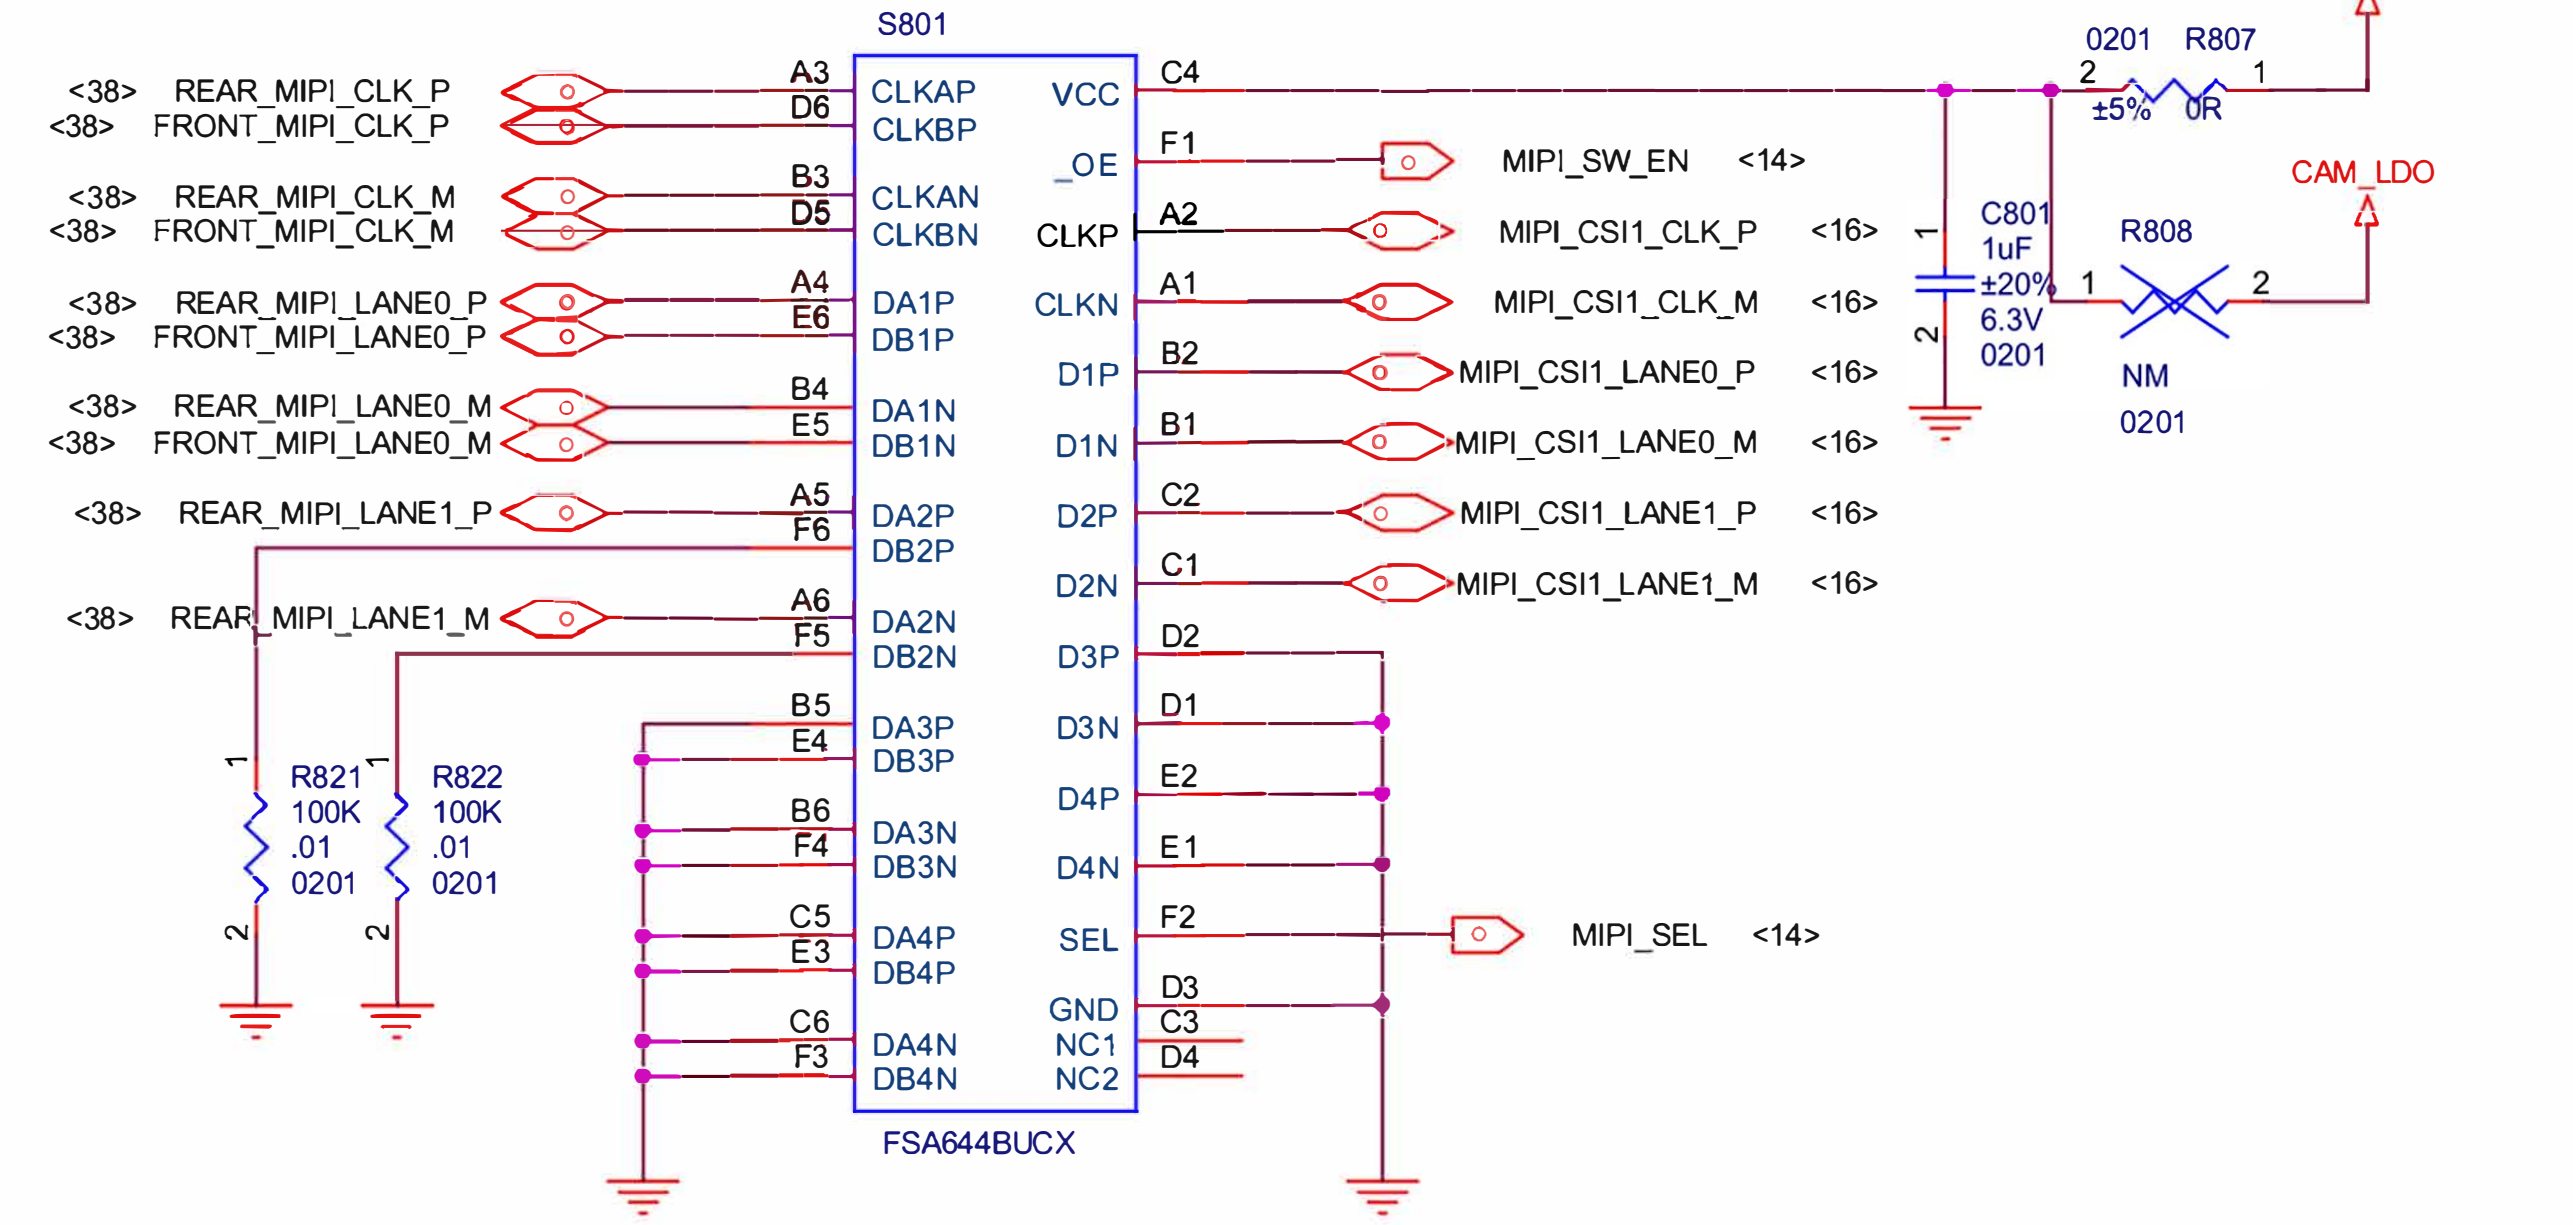 S801
<38> REAR_MIPI_CLK_P A3 CLKAP
<38> FRONT_MIPI_CLK_P D6 CLKBP
<38> REAR_MIPI_CLK_M B3 CLKAN
<38> FRONT_MIPI_CLK_M D5 CLKBN
<38> REAR_MIPI_LANE0_P A4 DA1P
<38> FRONT_MIPI_LANE0_P E6 DB1P
<38> REAR_MIPI_LANE0_M B4 DA1N
<38> FRONT_MIPI_LANE0_M E5 DB1N
<38> REAR_MIPI_LANE1_P A5 DA2P
F6 DB2P
<38> REAR_MIPI_LANE1_M A6 DA2N
F5 DB2N
B5 DA3P
E4 DB3P
B6 DA3N
F4 DB3N
C5 DA4P
E3 DB4P
C6 DA4N
F3 DB4N
1
R821
100K
.01
0201
2
1
R822
100K
.01
0201
2
VCC C4
_OE F1 MIPI_SW_EN <14>
CLKP A2 MIPI_CSI1_CLK_P <16>
CLKN A1 MIPI_CSI1_CLK_M <16>
D1P B2 MIPI_CSI1_LANE0_P <16>
D1N B1 MIPI_CSI1_LANE0_M <16>
D2P C2 MIPI_CSI1_LANE1_P <16>
D2N C1 MIPI_CSI1_LANE1_M <16>
D3P D2
D3N D1
D4P E2
D4N E1
SEL F2 MIPI_SEL <14>
GND D3
NC1 C3
NC2 D4
FSA644BUCX
0201 R807
2 1
±5% 0R
CAM_LDO
1
C801
1uF
±20%
6.3V
0201
2
R808
1 2
NM
0201